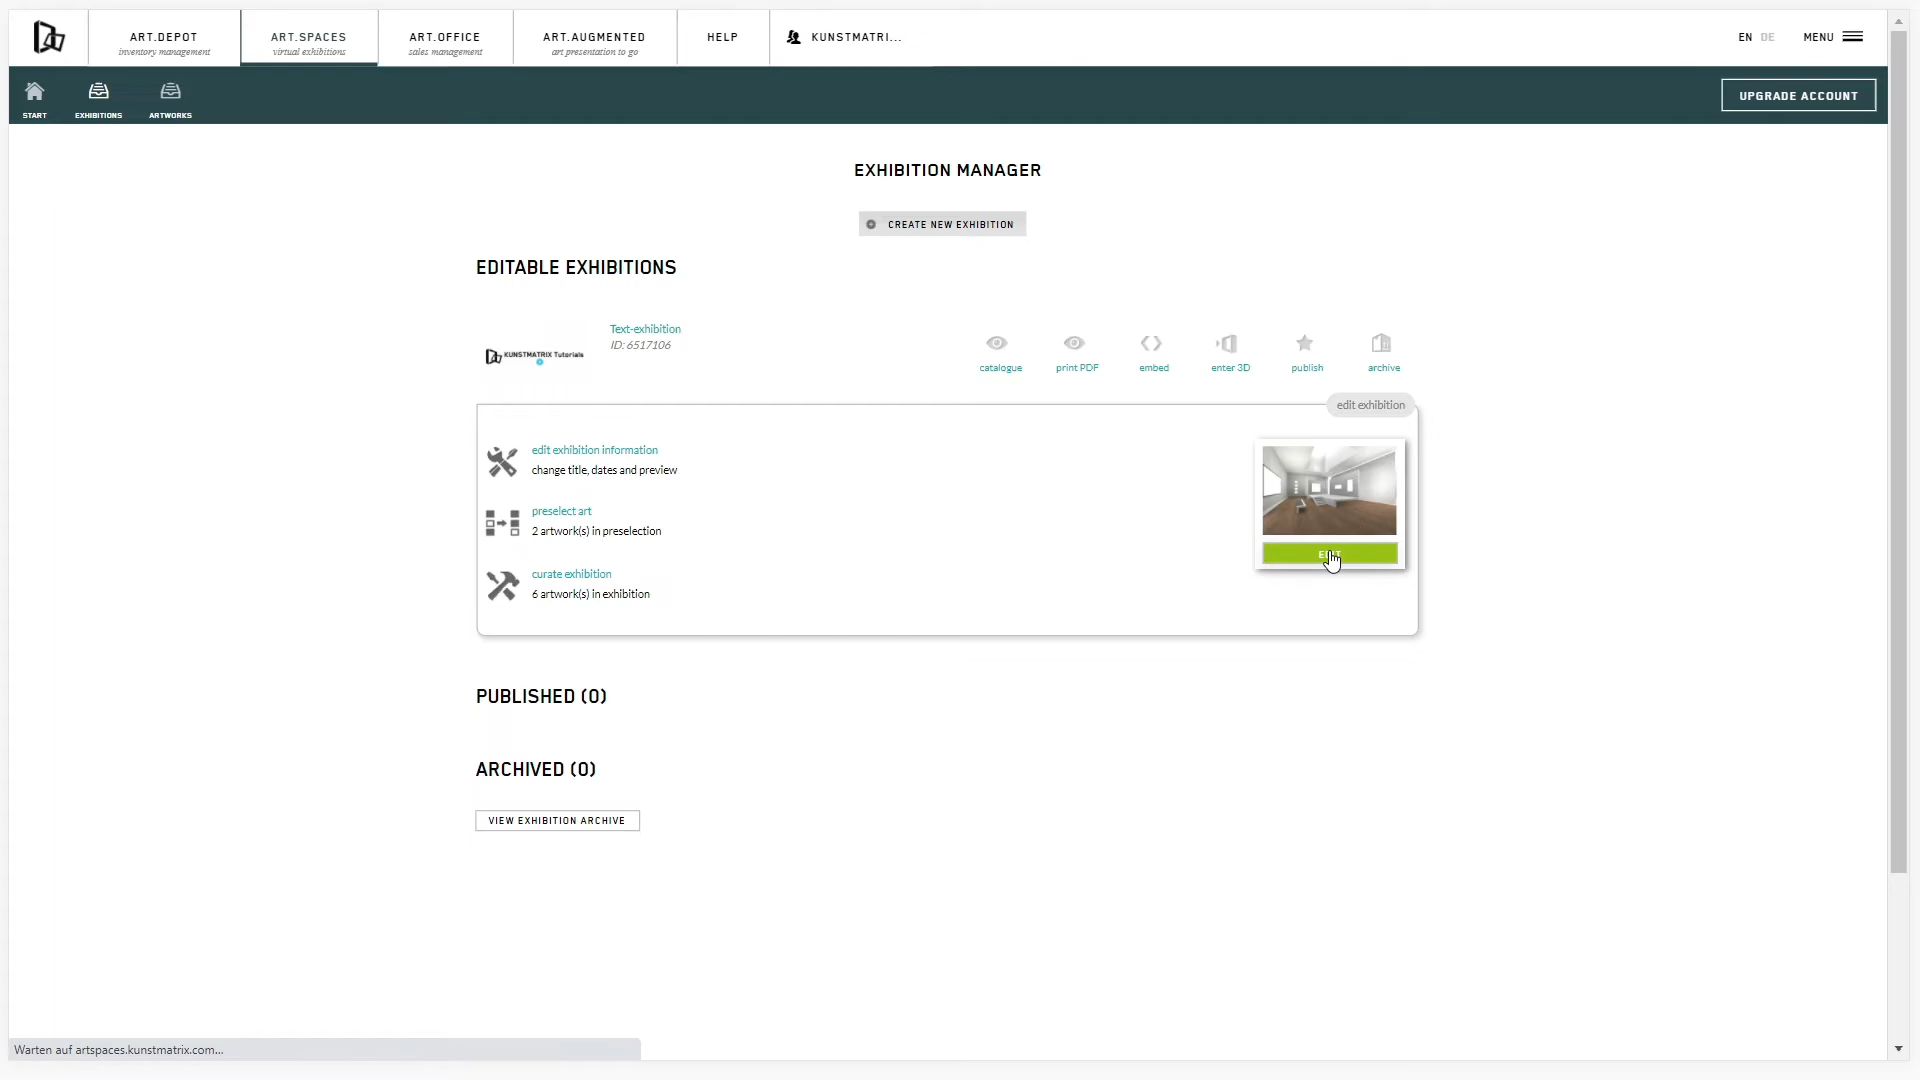 ART.DEPOT
inventory management
ART.SPACES
virtual exhibitions
ART.OFFICE
sales management
ART.AUGMENTED
art presentation to go
HELP
KUNSTMATRI...
EN DE
MENU
START
EXHIBITIONS
ARTWORKS
UPGRADE ACCOUNT
EXHIBITION MANAGER
CREATE NEW EXHIBITION
EDITABLE EXHIBITIONS
KUNSTMATRIX Tutorials
Text-exhibition
ID: 6517106
catalogue
print PDF
embed
enter 3D
publish
archive
edit exhibition
edit exhibition information
change title, dates and preview
preselect art
2 artwork(s) in preselection
curate exhibition
6 artwork(s) in exhibition
PUBLISHED (0)
ARCHIVED (0)
VIEW EXHIBITION ARCHIVE
Warten auf artspaces.kunstmatrix.com...